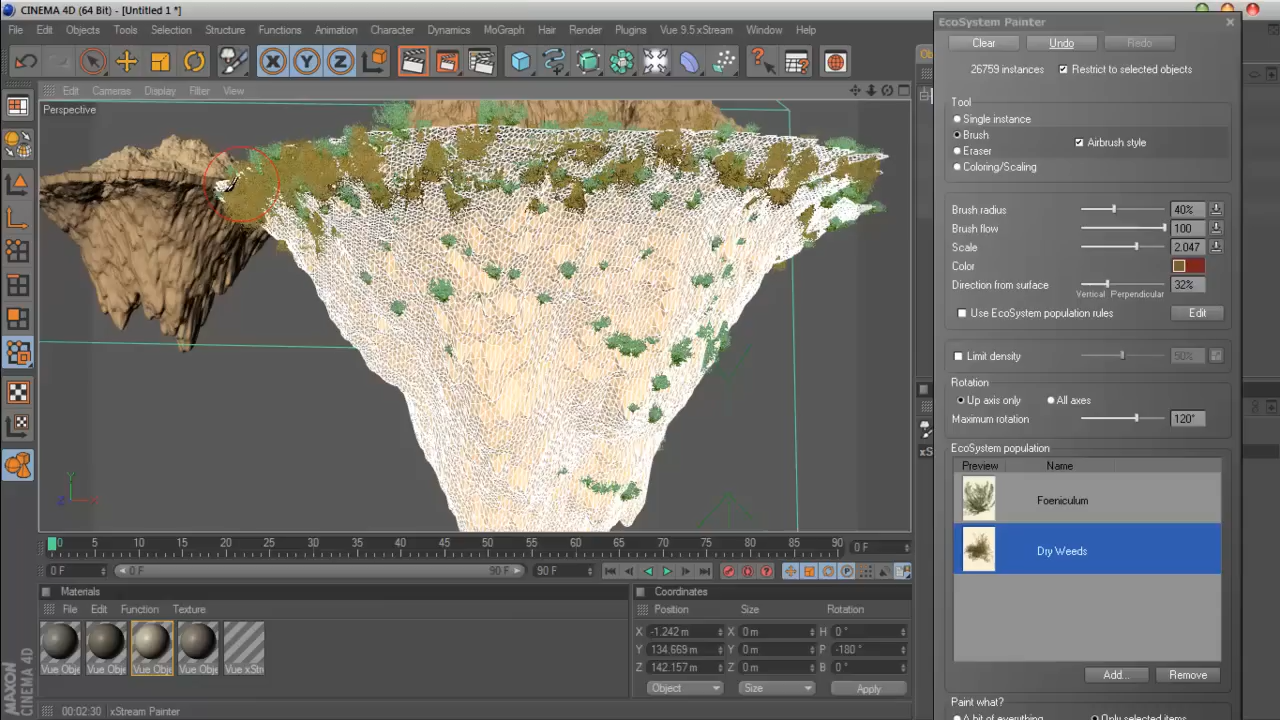 CINEMA 4D (64 Bit) - [Untitled 1 *]
File Edit Objects Tools Selection Structure Functions Animation Character Dynamics MoGraph Hair Render Plugins Vue 9.5 xStream Window Help
Edit Cameras Display Filter View
Perspective
EcoSystem Painter
Clear Undo Redo
26759 instances Restrict to selected objects
Tool
Single instance
Brush
Airbrush style
Eraser
Coloring/Scaling
Brush radius 40%
Brush flow 100
Scale 2.047
Color
Direction from surface 32%
Vertical Perpendicular
Use EcoSystem population rules Edit
Limit density 50%
Rotation
Up axis only All axes
Maximum rotation 120°
EcoSystem population
Preview Name
Foeniculum
Dry Weeds
Add... Remove
Paint what?
A bit of everything Only selected items
0 5 10 15 20 25 30 35 40 45 50 55 60 65 70 75 80 85 90 0 F
0 F 0 F 90 F 90 F
Materials
File Edit Function Texture
Vue Obje Vue Obje Vue Obje Vue Obje Vue xStr
Coordinates
Position Size Rotation
X -1.242 m X 0 m H 0 °
Y 134.669 m Y 0 m P -180 °
Z 142.157 m Z 0 m B 0 °
Object Size Apply
MAXON
CINEMA 4D
00:02:30 xStream Painter